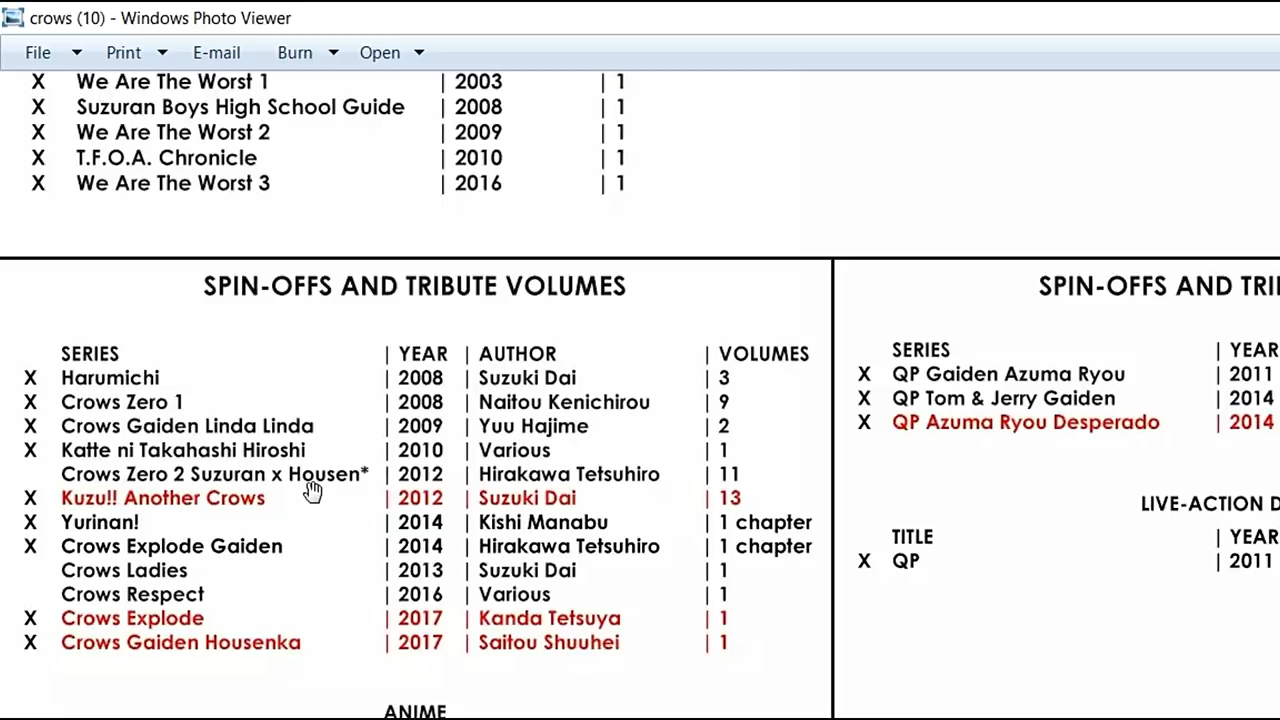 crows (10) - Windows Photo Viewer
File Print E-mail Burn Open
X We Are The Worst 1 | 2003 | 1
X Suzuran Boys High School Guide | 2008 | 1
X We Are The Worst 2 | 2009 | 1
X T.F.O.A. Chronicle | 2010 | 1
X We Are The Worst 3 | 2016 | 1
SPIN-OFFS AND TRIBUTE VOLUMES
SERIES | YEAR | AUTHOR | VOLUMES
X Harumichi | 2008 | Suzuki Dai | 3
X Crows Zero 1 | 2008 | Naitou Kenichirou | 9
X Crows Gaiden Linda Linda | 2009 | Yuu Hajime | 2
X Katte ni Takahashi Hiroshi | 2010 | Various | 1
Crows Zero 2 Suzuran x Housen* | 2012 | Hirakawa Tetsuhiro | 11
X Kuzu!! Another Crows | 2012 | Suzuki Dai | 13
X Yurinan! | 2014 | Kishi Manabu | 1 chapter
X Crows Explode Gaiden | 2014 | Hirakawa Tetsuhiro | 1 chapter
Crows Ladies | 2013 | Suzuki Dai | 1
Crows Respect | 2016 | Various | 1
X Crows Explode | 2017 | Kanda Tetsuya | 1
X Crows Gaiden Housenka | 2017 | Saitou Shuuhei | 1
ANIME
SPIN-OFFS AND TRI
SERIES | YEAR
X QP Gaiden Azuma Ryou | 2011
X QP Tom & Jerry Gaiden | 2014
X QP Azuma Ryou Desperado | 2014
LIVE-ACTION D
TITLE | YEAR
X QP | 2011